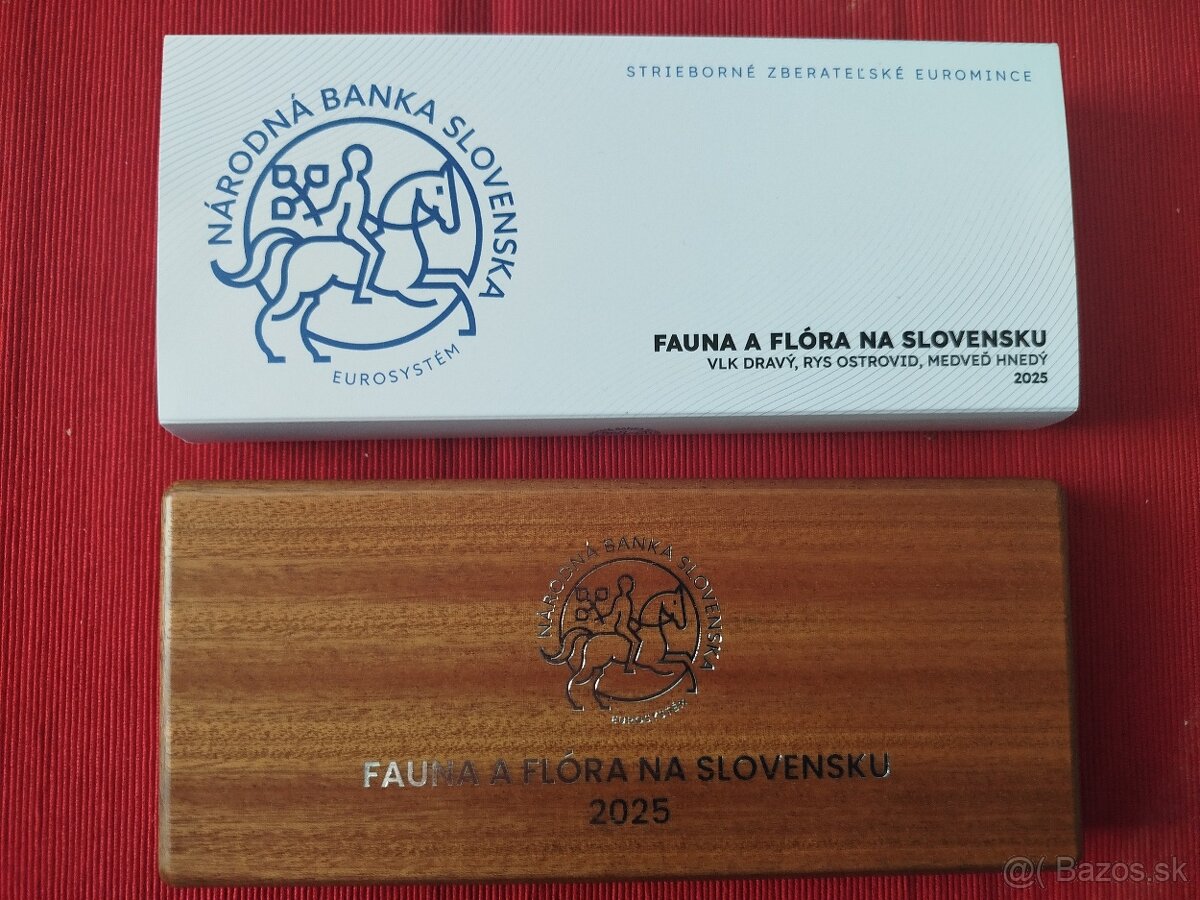 STRIEBORNÉ ZBERATEĽSKÉ EUROMINCE
NÁRODNÁ BANKA SLOVENSKA
EUROSYSTÉM
FAUNA A FLÓRA NA SLOVENSKU
VLK DRAVÝ, RYS OSTROVID, MEDVEĎ HNEDÝ
2025
NÁRODNÁ BANKA SLOVENSKA
EUROSYSTÉM
FAUNA A FLÓRA NA SLOVENSKU
2025
@( Bazos.sk